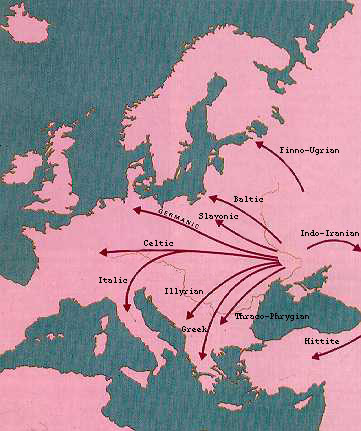 Finno-Ugrian
Baltic
GERMANIC
Slavonic
Indo-Iranian
Celtic
Italic
Illyrian
Thraco-Phrygian
Greek
Hittite